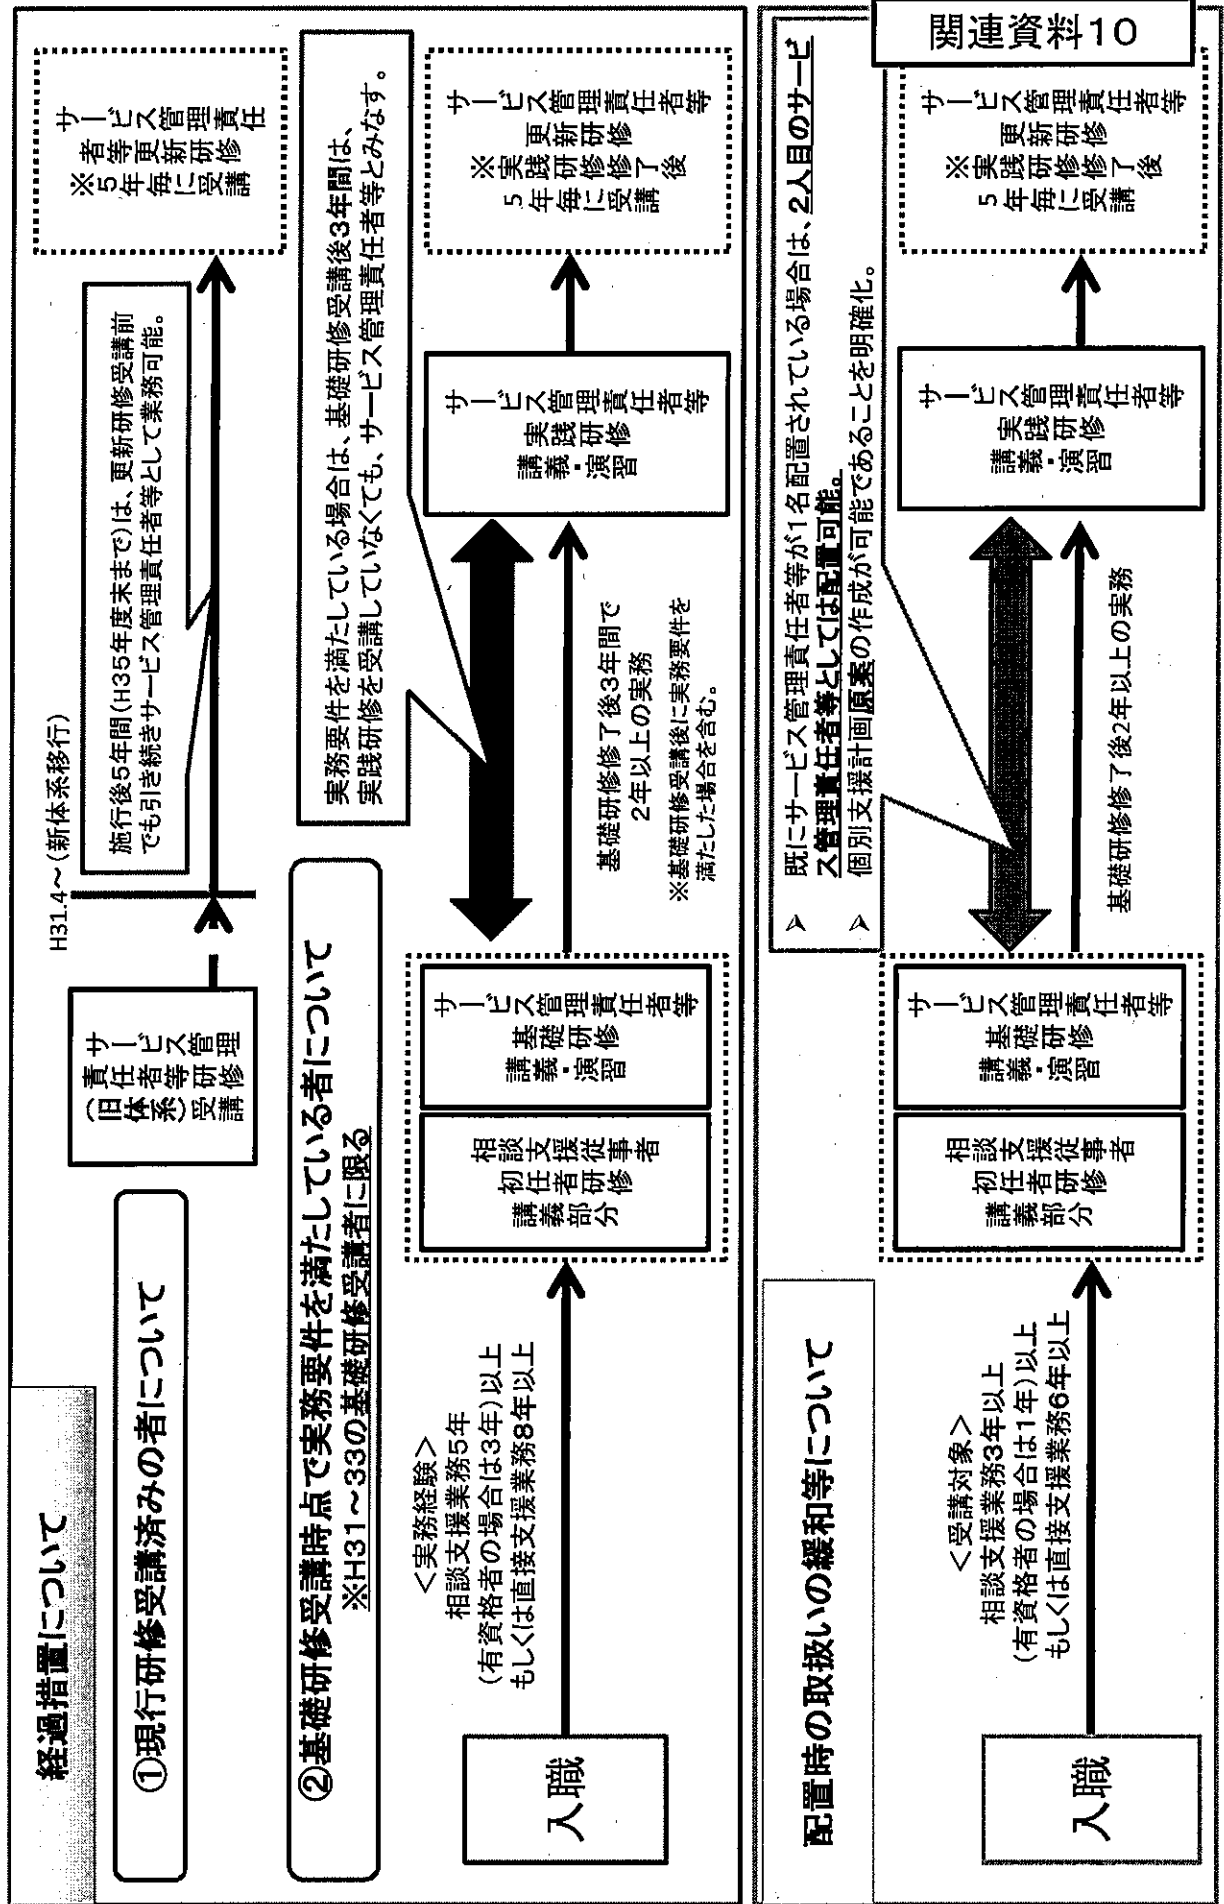 関連資料10
経過措置について
①現行研修受講済みの者について
サービス管理
責任者等研修
(旧体系)受講
H31.4~(新体系移行)
施行後5年間(H35年度末まで)は、更新研修受講前
でも引き続きサービス管理責任者等として業務可能。
サービス管理責任
者等更新研修
※5年毎に受講
②基礎研修受講時点で実務要件を満たしている者について
※H31~33の基礎研修受講者に限る
実務要件を満たしている場合は、基礎研修受講後3年間は、
実践研修を受講していなくても、サービス管理責任者等とみなす。
入職
<実務経験>
相談支援業務5年
(有資格者の場合は3年)以上
もしくは直接支援業務8年以上
相談支援従事者
初任者研修
講義部分
サービス管理責任者等
基礎研修
講義・演習
基礎研修修了後3年間で
2年以上の実務
※基礎研修受講後に実務要件を
満たした場合を含む。
サービス管理責任者等
実践研修
講義・演習
サービス管理責任者等
更新研修
※実践研修修了後
5年毎に受講
配置時の取扱いの緩和等について
➢ 既にサービス管理責任者等が1名配置されている場合は、2人目のサービ
ス管理責任者等としては配置可能。
➢ 個別支援計画原案の作成が可能であることを明確化。
入職
<受講対象>
相談支援業務3年以上
(有資格者の場合は1年)以上
もしくは直接支援業務6年以上
相談支援従事者
初任者研修
講義部分
サービス管理責任者等
基礎研修
講義・演習
基礎研修修了後2年以上の実務
サービス管理責任者等
実践研修
講義・演習
サービス管理責任者等
更新研修
※実践研修修了後
5年毎に受講